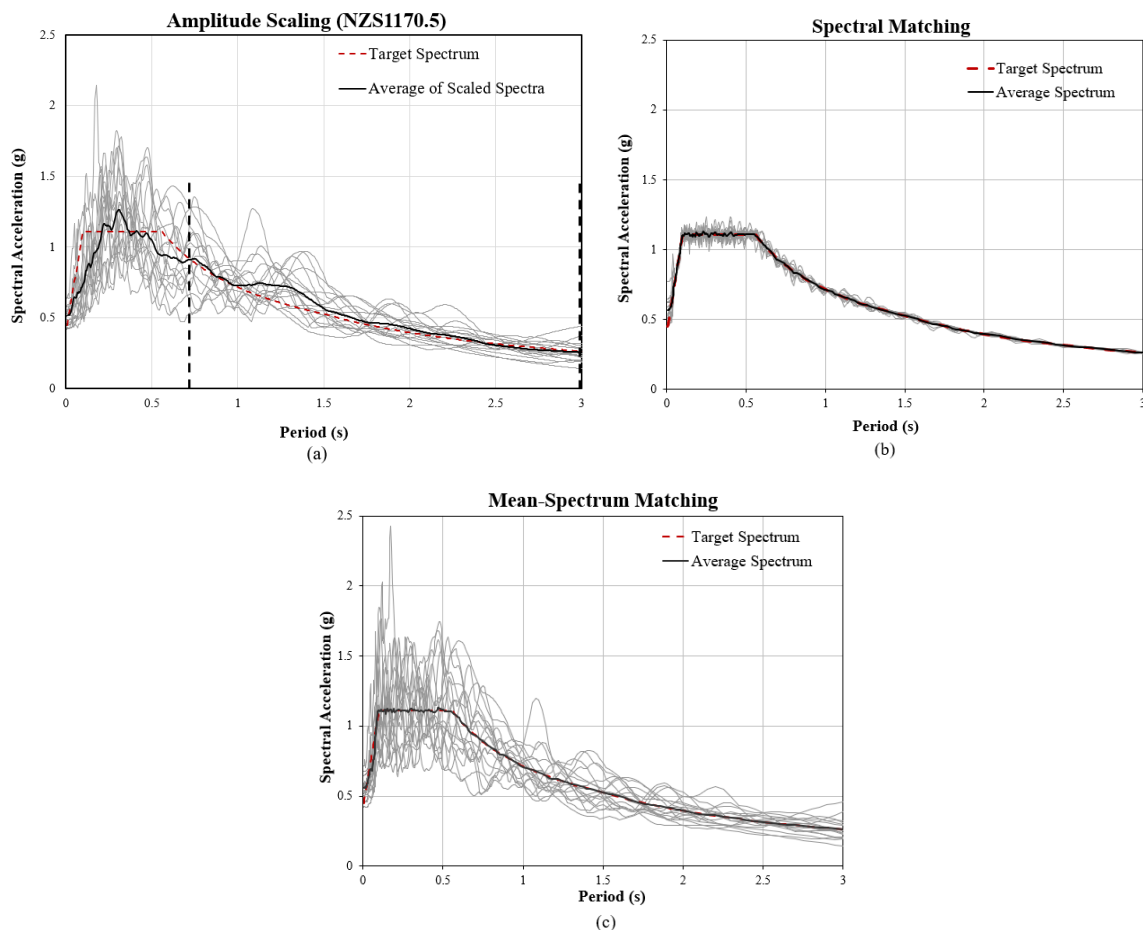 Amplitude Scaling (NZS1170.5)
2.5
2
1.5
1
0.5
0
Spectral Acceleration (g)
Target Spectrum
Average of Scaled Spectra
0 0.5 1 1.5 2 2.5 3
Period (s)
(a)
Spectral Matching
2.5
2
1.5
1
0.5
0
Spectral Acceleration (g)
Target Spectrum
Average Spectrum
0 0.5 1 1.5 2 2.5 3
Period (s)
(b)
Mean-Spectrum Matching
2.5
2
1.5
1
0.5
0
Spectral Acceleration (g)
Target Spectrum
Average Spectrum
0 0.5 1 1.5 2 2.5 3
Period (s)
(c)